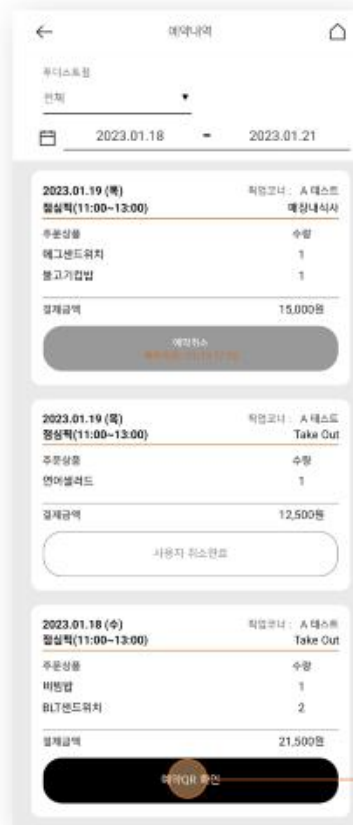 예약내역
푸디스트점
전체
2023.01.18 - 2023.01.21
2023.01.19 (목) 픽업코너 : A 테스트
점심픽(11:00~13:00) 매장내식사
주문상품 수량
에그샌드위치 1
불고기컵밥 1
결제금액 15,000원
예약취소
2023.01.19 (목) 픽업코너 : A 테스트
점심픽(11:00~13:00) Take Out
주문상품 수량
연어샐러드 1
결제금액 12,500원
사용자 취소완료
2023.01.18 (수) 픽업코너 : A 테스트
점심픽(11:00~13:00) Take Out
주문상품 수량
비빔밥 1
BLT샌드위치 2
결제금액 21,500원
예약QR 확인